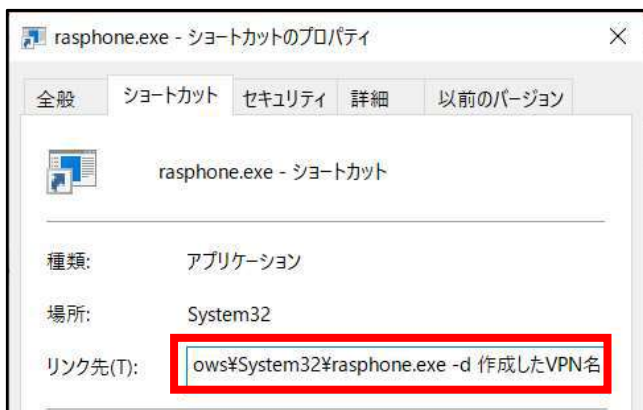 rasphone.exe - ショートカットのプロパティ
全般 ショートカット セキュリティ 詳細 以前のバージョン
rasphone.exe - ショートカット
種類: アプリケーション
場所: System32
リンク先(T): ows¥System32¥rasphone.exe -d 作成したVPN名